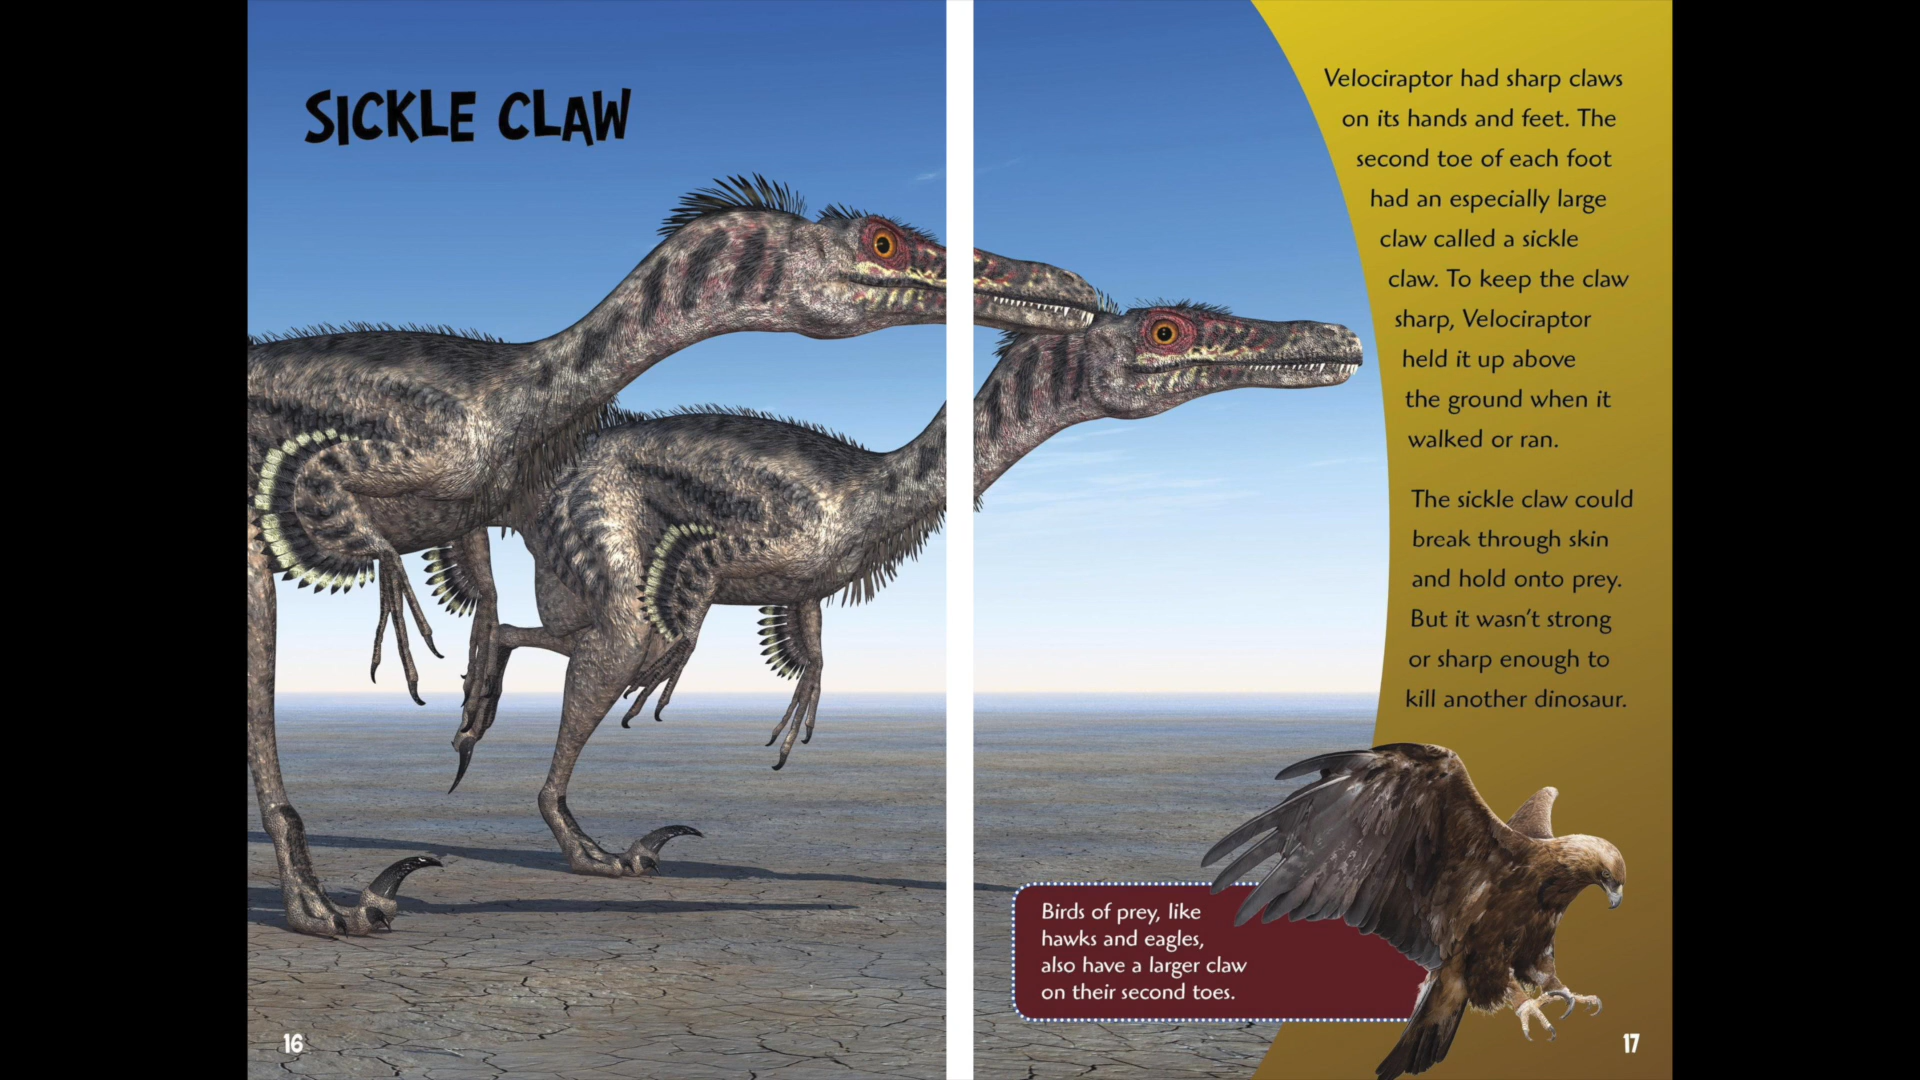 SICKLE CLAW
16
Velociraptor had sharp claws
on its hands and feet. The
second toe of each foot
had an especially large
claw called a sickle
claw. To keep the claw
sharp, Velociraptor
held it up above
the ground when it
walked or ran.
The sickle claw could
break through skin
and hold onto prey.
But it wasn’t strong
or sharp enough to
kill another dinosaur.
Birds of prey, like
hawks and eagles,
also have a larger claw
on their second toes.
17